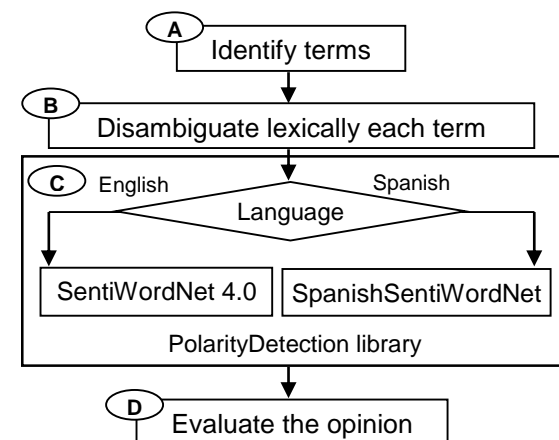 A
Identify terms
B
Disambiguate lexically each term
C
English
Spanish
Language
SentiWordNet 4.0
SpanishSentiWordNet
PolarityDetection library
D
Evaluate the opinion